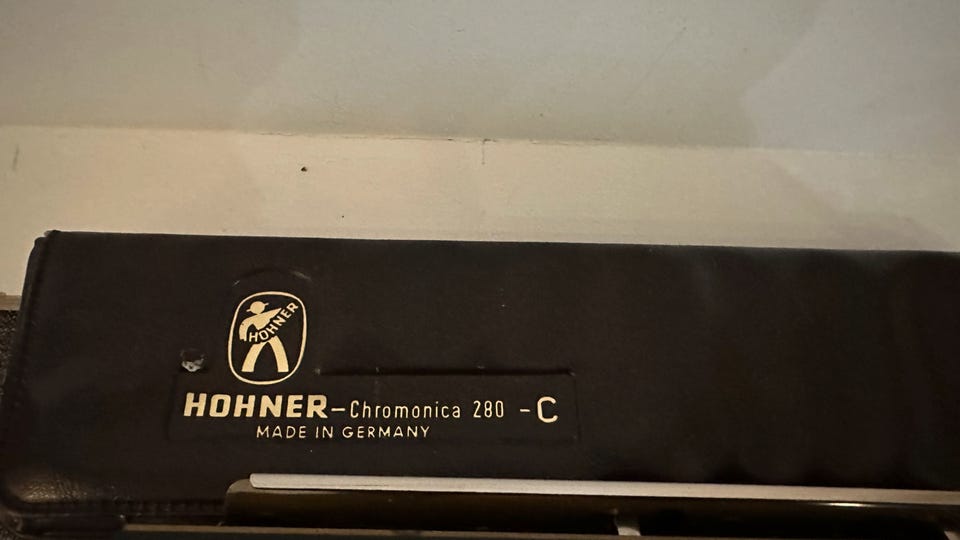 HOHNER
HOHNER-Chromonica 280 -C
MADE IN GERMANY